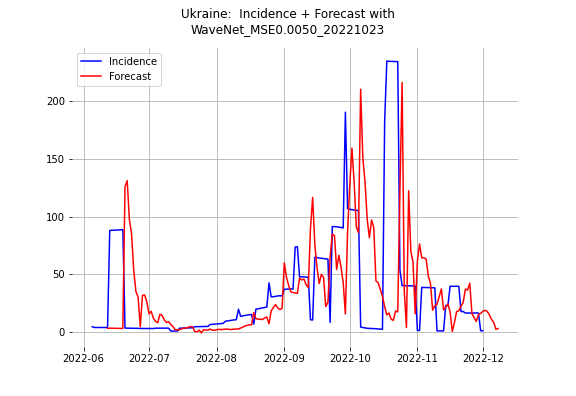 Ukraine:  Incidence + Forecast with
WaveNet_MSE0.0050_20221023
Incidence
Forecast
200
150
100
50
0
2022-06 2022-07 2022-08 2022-09 2022-10 2022-11 2022-12